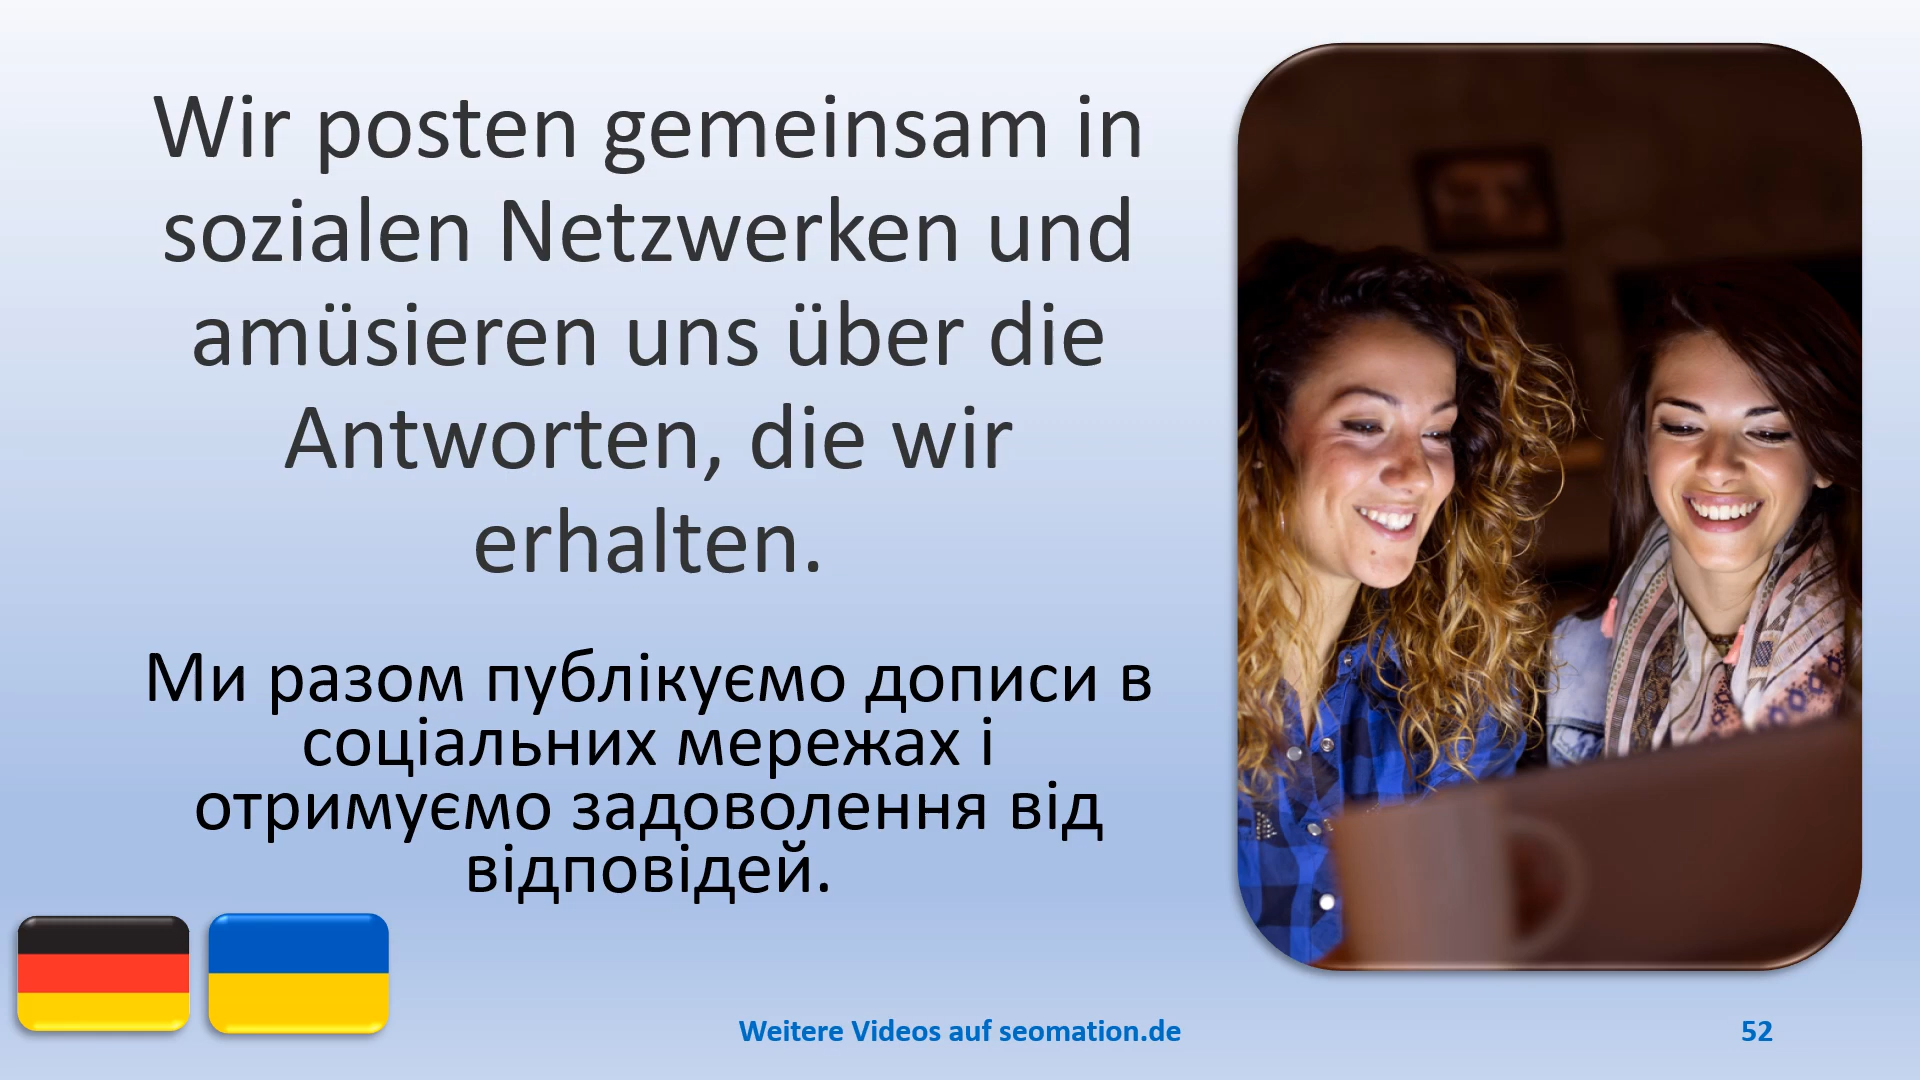 Wir posten gemeinsam in
sozialen Netzwerken und
amüsieren uns über die
Antworten, die wir
erhalten.
Ми разом публікуємо дописи в
соціальних мережах і
отримуємо задоволення від
відповідей.
Weitere Videos auf seomation.de
52